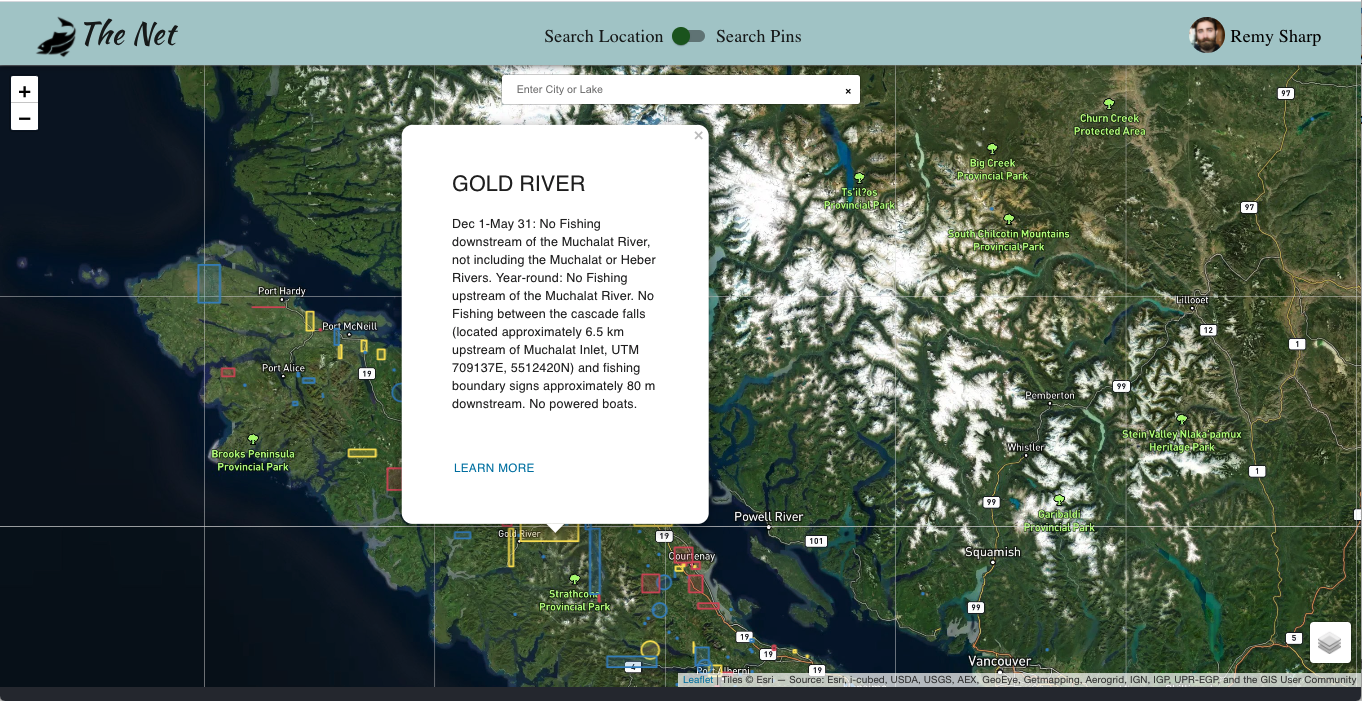 The Net
Search Location
Search Pins
Remy Sharp
+
−
Enter City or Lake
×
×
GOLD RIVER
Dec 1-May 31: No Fishing
downstream of the Muchalat River,
not including the Muchalat or Heber
Rivers. Year-round: No Fishing
upstream of the Muchalat River. No
Fishing between the cascade falls
(located approximately 6.5 km
upstream of Muchalat Inlet, UTM
709137E, 5512420N) and fishing
boundary signs approximately 80 m
downstream. No powered boats.
LEARN MORE
97
Churn Creek
Protected Area
Big Creek
Provincial Park
Ts'il?os
Provincial Park
97
South Chilcotin Mountains
Provincial Park
Port Hardy
Lillooet
Port McNeill
12
1
Port Alice
19
99
Pemberton
Stein Valley Nlaka'pamux
Heritage Park
Brooks Peninsula
Provincial Park
Whistler
1
99
Garibaldi
Provincial Park
Powell River
Gold River
19
101
Courtenay
Squamish
Strathcona
Provincial Park
99
19
5
19
Vancouver
4
Port Alberni
19
Leaflet | Tiles © Esri — Source: Esri, i-cubed, USDA, USGS, AEX, GeoEye, Getmapping, Aerogrid, IGN, IGP, UPR-EGP, and the GIS User Community